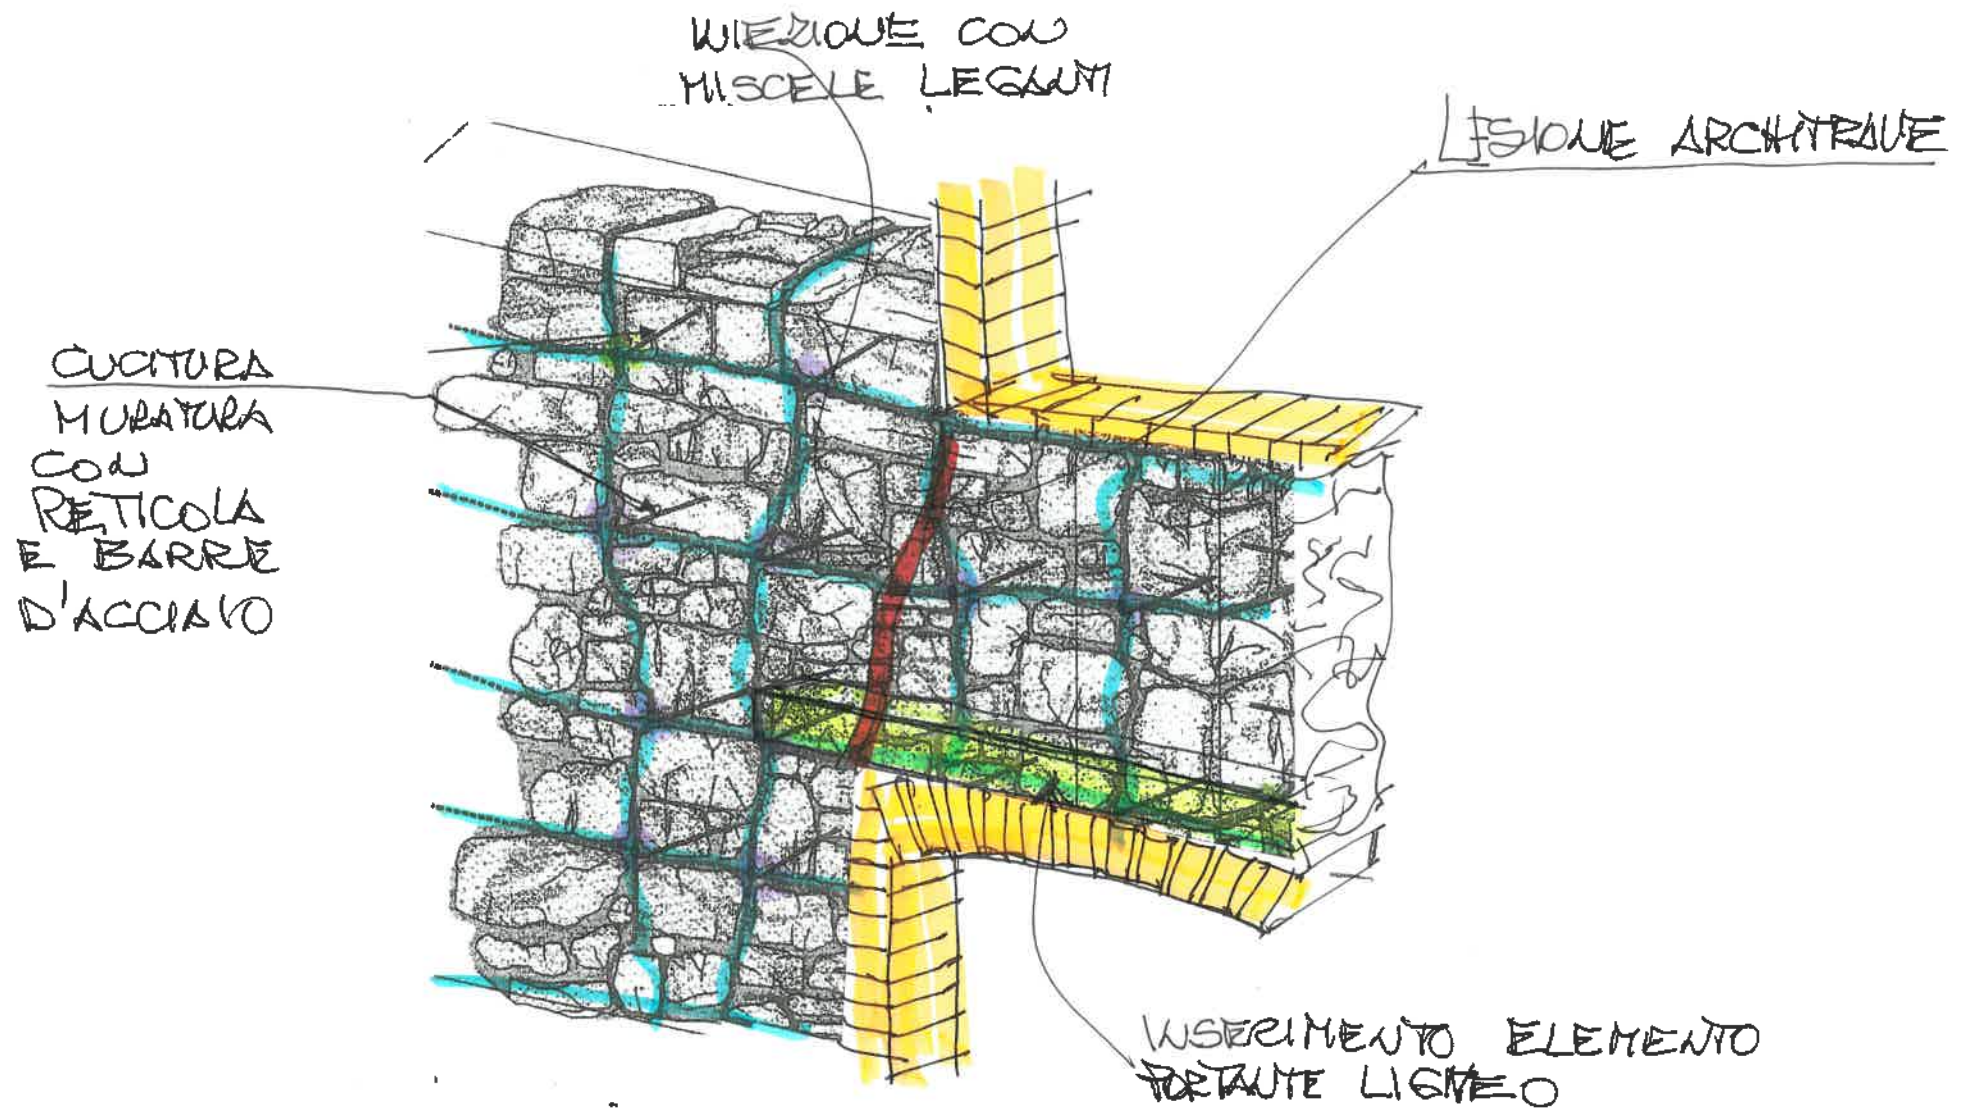 INIEZIONE CON
MISCELE LEGANTI
LESIONE ARCHITRAVE
CUCITURA
MURATURA
CON
RETICOLA
E BARRE
D'ACCIAIO
INSERIMENTO ELEMENTO
PORTANTE LIGNEO